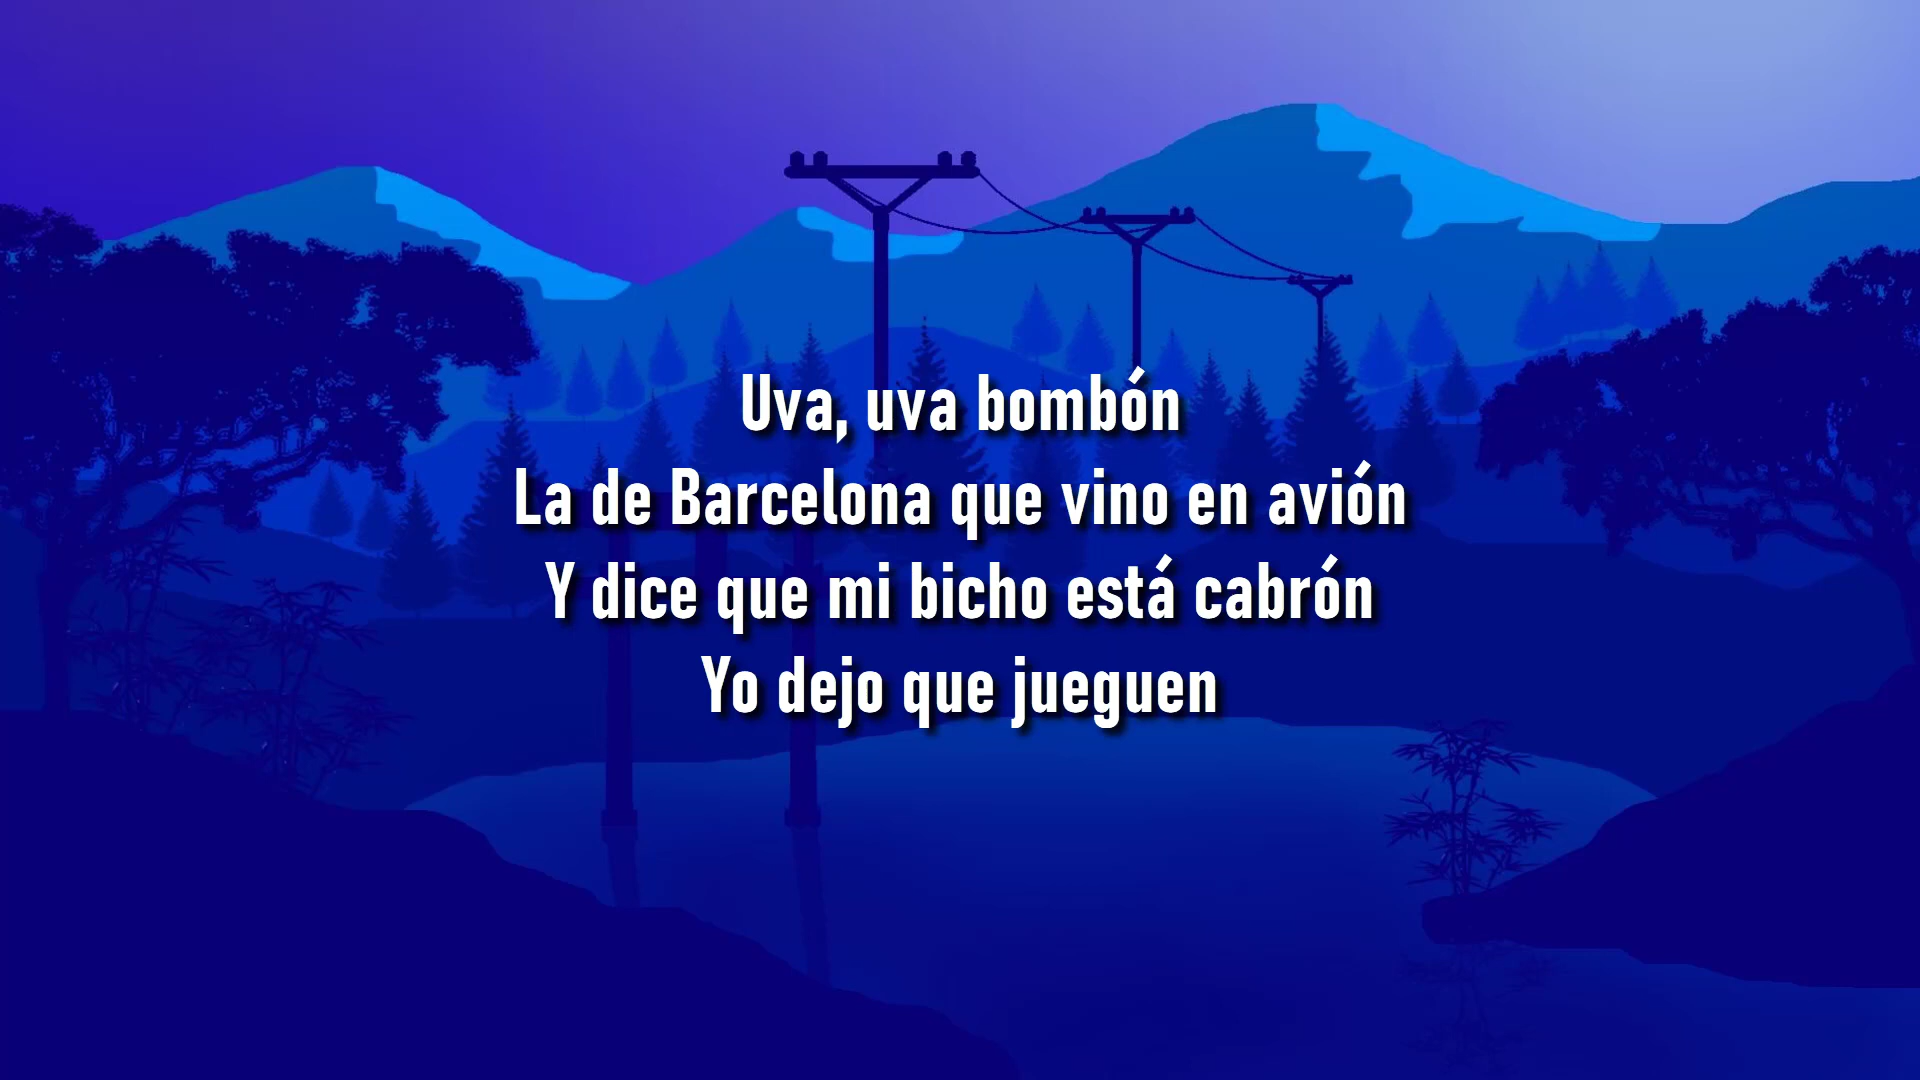 Uva, uva bombón
La de Barcelona que vino en avión
Y dice que mi bicho está cabrón
Yo dejo que jueguen